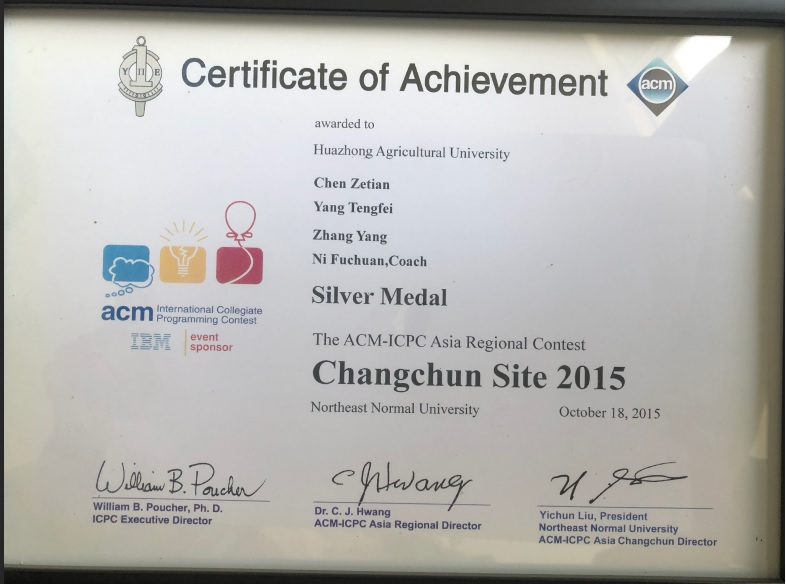 Certificate of Achievement
acm
Υ Π Ε
awarded to
Huazhong Agricultural University
Chen Zetian
Yang Tengfei
Zhang Yang
Ni Fuchuan,Coach
Silver Medal
acm International Collegiate
Programming Contest
IBM event
sponsor
The ACM-ICPC Asia Regional Contest
Changchun Site 2015
Northeast Normal University October 18, 2015
William B. Poucher
C J Hwang
William B. Poucher, Ph. D.
ICPC Executive Director
Dr. C. J. Hwang
ACM-ICPC Asia Regional Director
Yichun Liu, President
Northeast Normal University
ACM-ICPC Asia Changchun Director